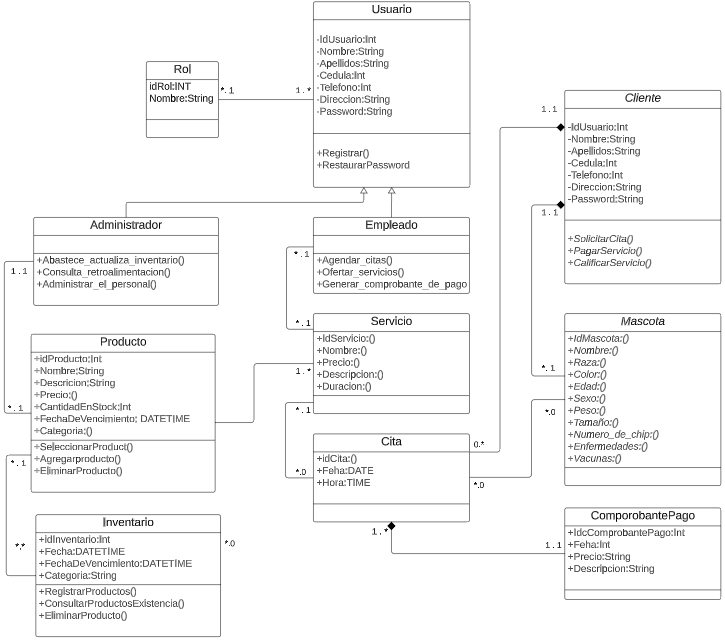 Usuario
-IdUsuario:Int
-Nombre:String
-Apellidos:String
-Cedula:Int
-Telefono:Int
-Direccion:String
-Password:String
+Registrar()
+RestaurarPassword
Rol
idRol:INT
Nombre:String
*.1
1.*
Cliente
-IdUsuario:Int
-Nombre:String
-Apellidos:String
-Cedula:Int
-Telefono:Int
-Direccion:String
-Password:String
+SolicitarCita()
+PagarServicio()
+CalificarServicio()
1.1
1.1
Administrador
+Abastece_actualiza_inventario()
+Consulta_retroalimentacion()
+Administrar_el_personal()
1.1
Empleado
+Agendar_citas()
+Ofertar_servicios()
+Generar_comprobante_de_pago
*.1
Servicio
+IdServicio:()
+Nombre:()
+Precio:()
+Descripcion:()
+Duracion:()
*.1
1.*
*.1
Mascota
+IdMascota:()
+Nombre:()
+Raza:()
+Color:()
+Edad:()
+Sexo:()
+Peso:()
+Tamaño:()
+Numero_de_chip:()
+Enfermedades:()
+Vacunas:()
*.1
*.0
Producto
+idProducto:Int
+Nombre:String
+Descricion:String
+Precio:()
+CantidadEnStock:Int
+FechaDeVencimiento: DATETIME
+Categoria:()
+SeleccionarProduct()
+Agregarproducto()
+EliminarProducto()
*.1
*.1
Cita
+idCita:()
+Feha:DATE
+Hora:TIME
*.0
0.*
*.0
1.*
Inventario
+idInventario:Int
+Fecha:DATETIME
+FechaDeVencimiento:DATETIME
+Categoria:String
+RegistrarProductos()
+ConsultarProductosExistencia()
+EliminarProducto()
*.*
*.0
ComporobantePago
+IdcComprobantePago:Int
+Feha:Int
+Precio:String
+Descripcion:String
1.1